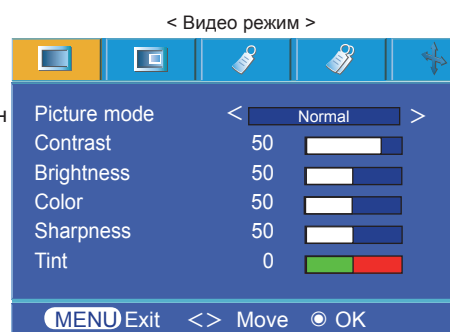 < Видео режим >
н
Picture mode < Normal >
Contrast 50
Brightness 50
Color 50
Sharpness 50
Tint 0
MENU Exit <> Move ◉ OK